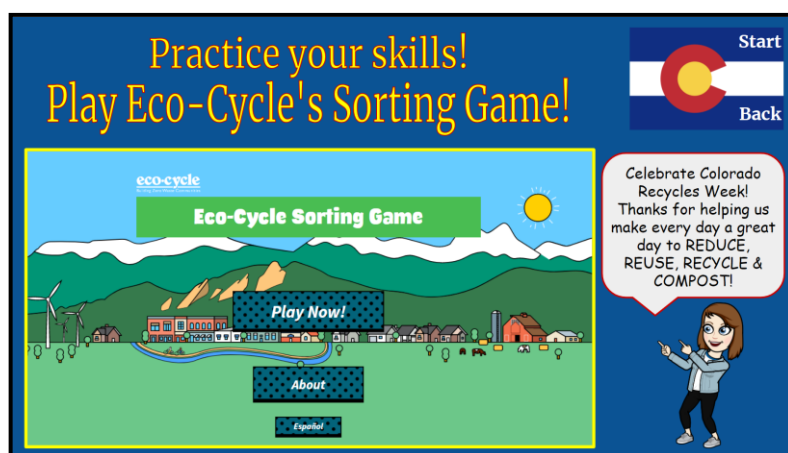 Practice your skills!
Play Eco-Cycle's Sorting Game!
Start
Back
eco-cycle
Eco-Cycle Sorting Game
Play Now!
About
Español
Celebrate Colorado
Recycles Week!
Thanks for helping us
make every day a great
day to REDUCE,
REUSE, RECYCLE &
COMPOST!